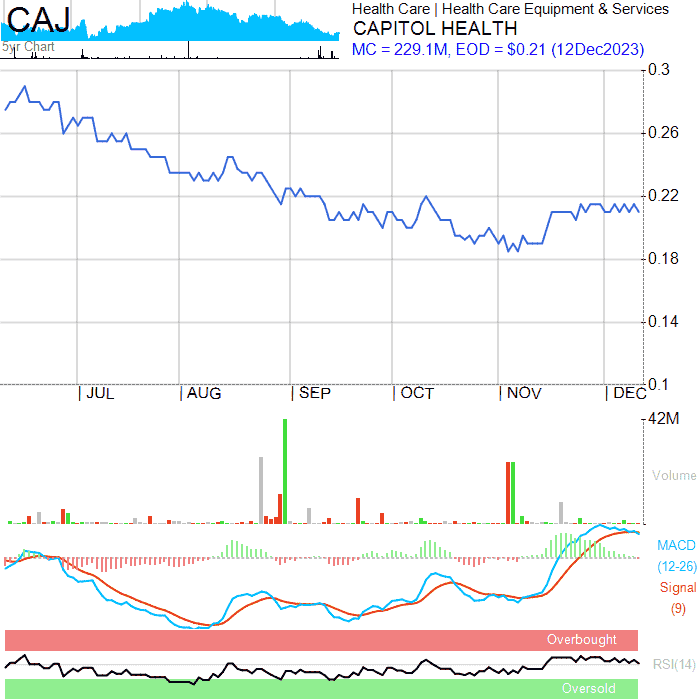 CAJ
5yr Chart
Health Care | Health Care Equipment & Services
CAPITOL HEALTH
MC = 229.1M, EOD = $0.21 (12Dec2023)
0.3
0.26
0.22
0.18
0.14
0.1
| JUL | AUG | SEP | OCT | NOV | DEC
42M
Volume
MACD
(12-26)
Signal
(9)
Overbought
RSI(14)
Oversold